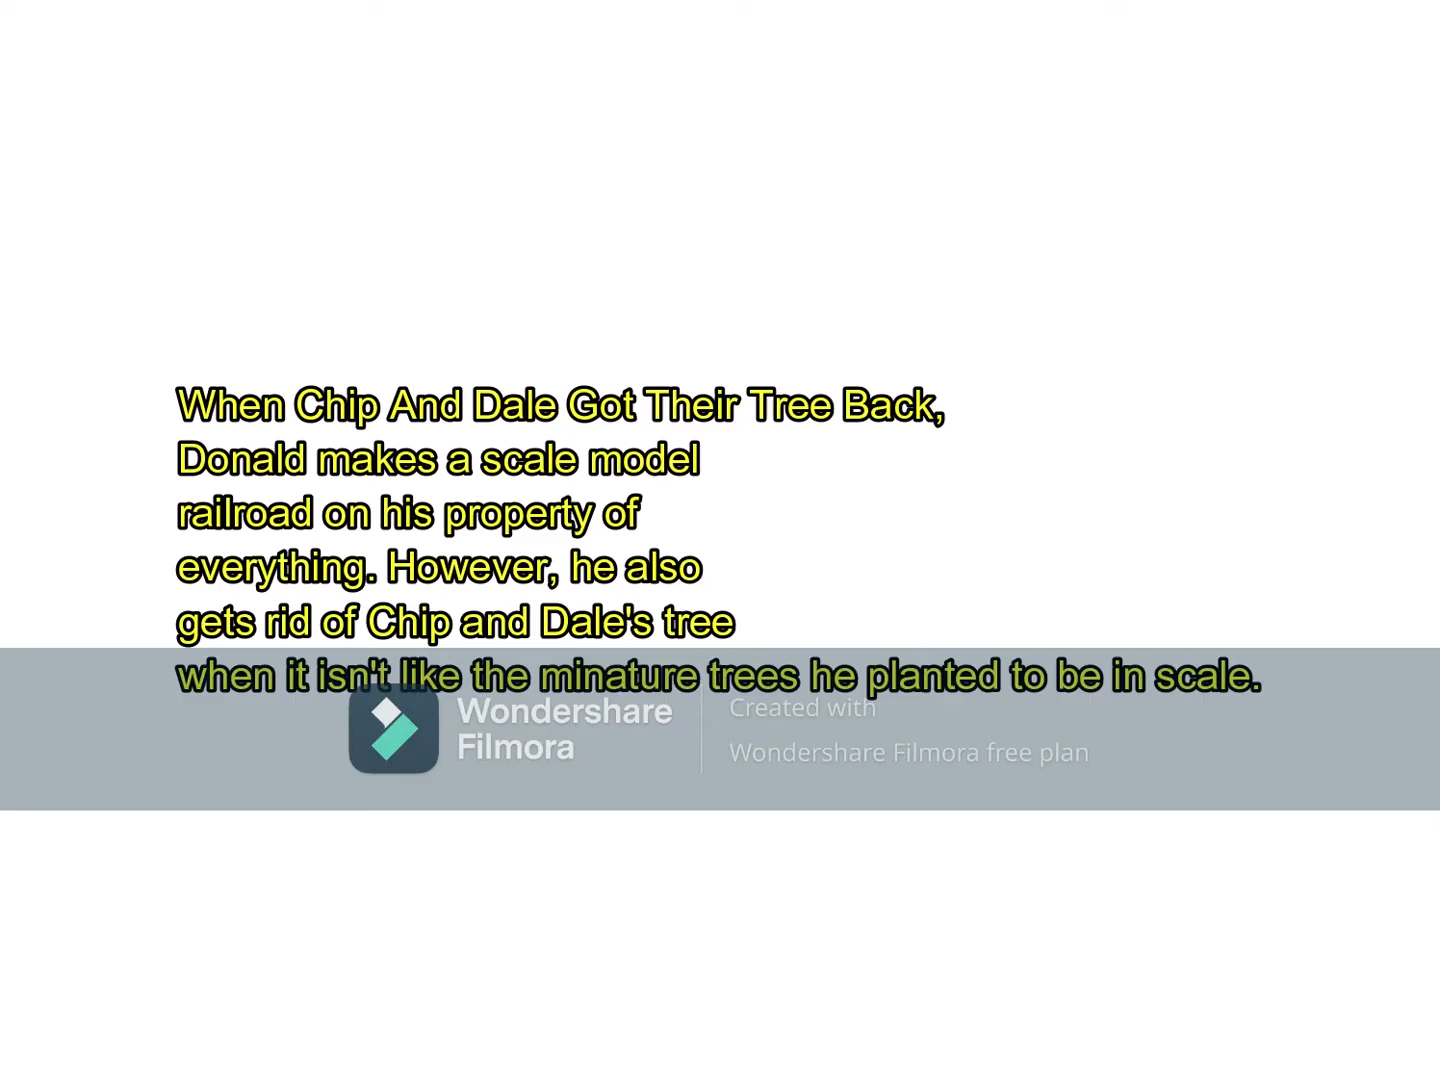 When Chip And Dale Got Their Tree Back,
Donald makes a scale model
railroad on his property of
everything. However, he also
gets rid of Chip and Dale's tree
when it isn't like the minature trees he planted to be in scale.
Wondershare
Filmora
Created with
Wondershare Filmora free plan